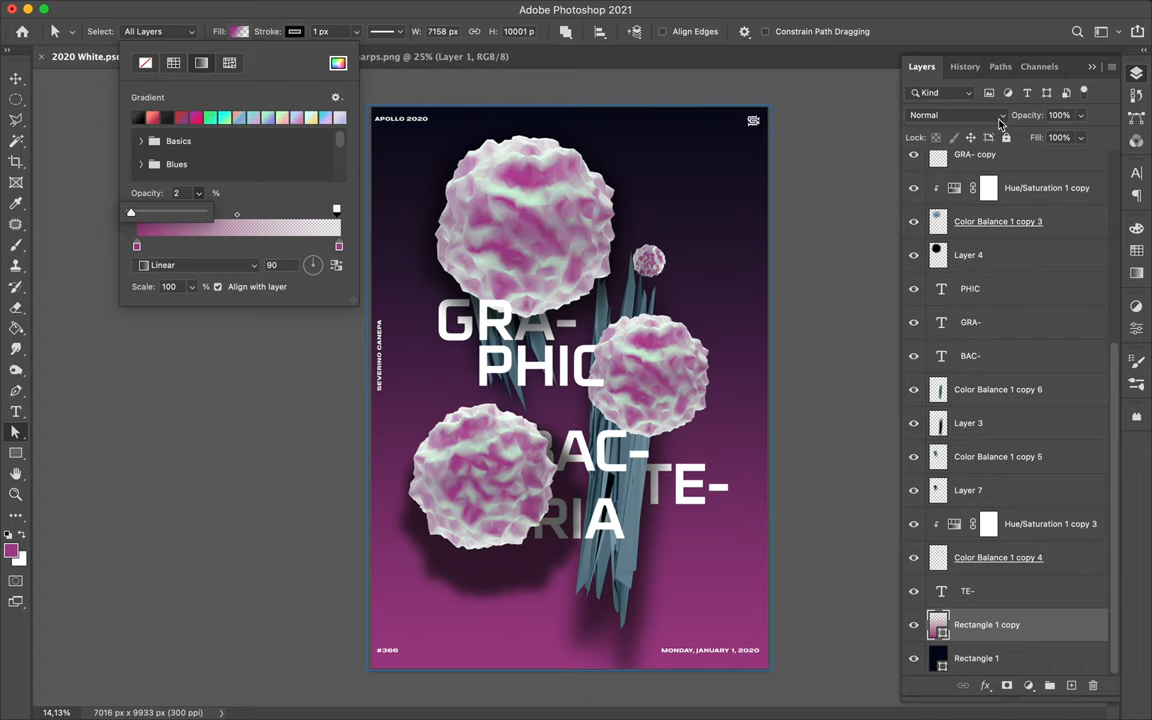 Adobe Photoshop 2021
Select: All Layers Fill: Stroke: 1 px W: 7158 px H: 10001 p Align Edges Constrain Path Dragging
2020 White.psd
arps.png @ 25% (Layer 1, RGB/8)
Gradient
Basics
Blues
Opacity: 2 %
Linear 90
Scale: 100 % Align with layer
APOLLO 2020
SEVERINO CANEPA
GRA-
PHIC
BAC-
TE-
RIA
#366
MONDAY, JANUARY 1, 2020
Layers History Paths Channels
Kind
Normal Opacity: 100%
Lock: Fill: 100%
GRA- copy
Hue/Saturation 1 copy
Color Balance 1 copy 3
Layer 4
PHIC
GRA-
BAC-
Color Balance 1 copy 6
Layer 3
Color Balance 1 copy 5
Layer 7
Hue/Saturation 1 copy 3
Color Balance 1 copy 4
TE-
Rectangle 1 copy
Rectangle 1
14,13% 7016 px x 9933 px (300 ppi)